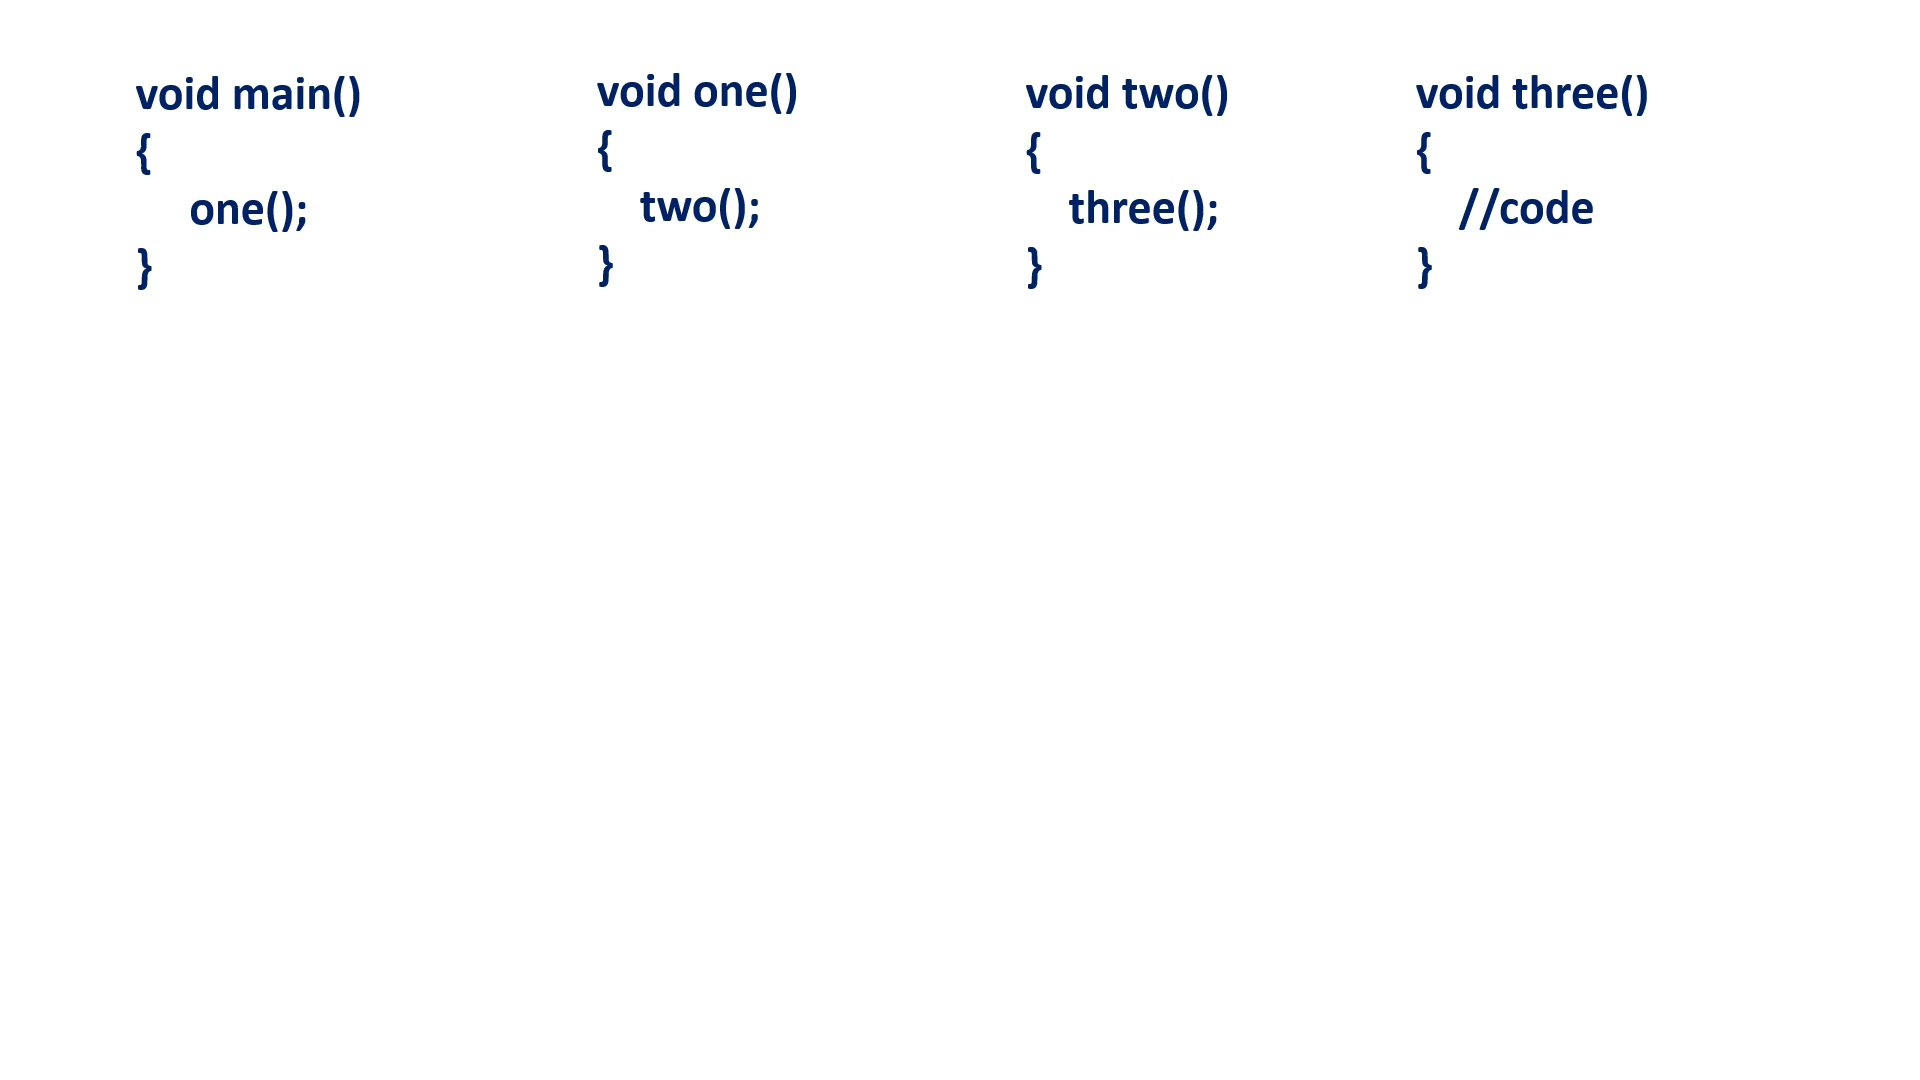 void main()
{
one();
}
void one()
{
two();
}
void two()
{
three();
}
void three()
{
//code
}